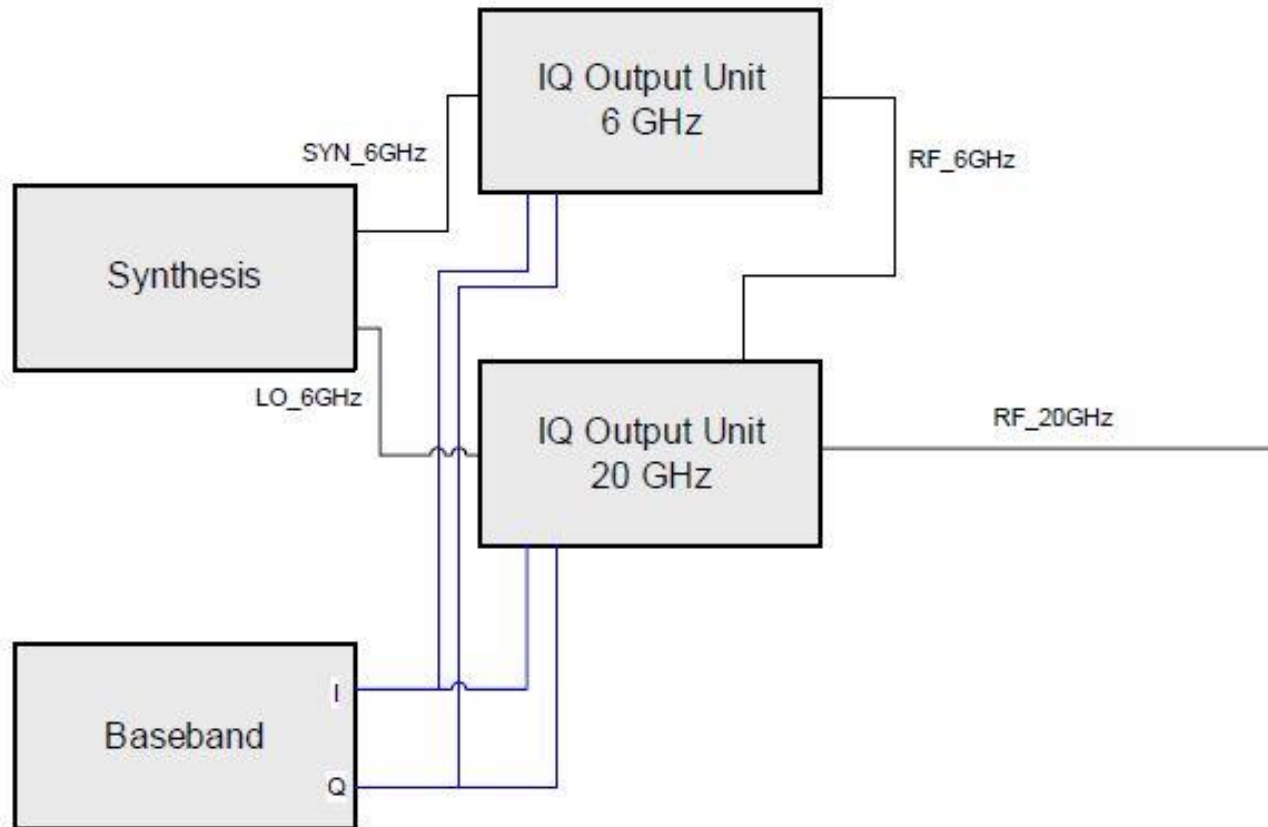 IQ Output Unit
6 GHz
SYN_6GHz
RF_6GHz
Synthesis
LO_6GHz
IQ Output Unit
20 GHz
RF_20GHz
I
Baseband
Q